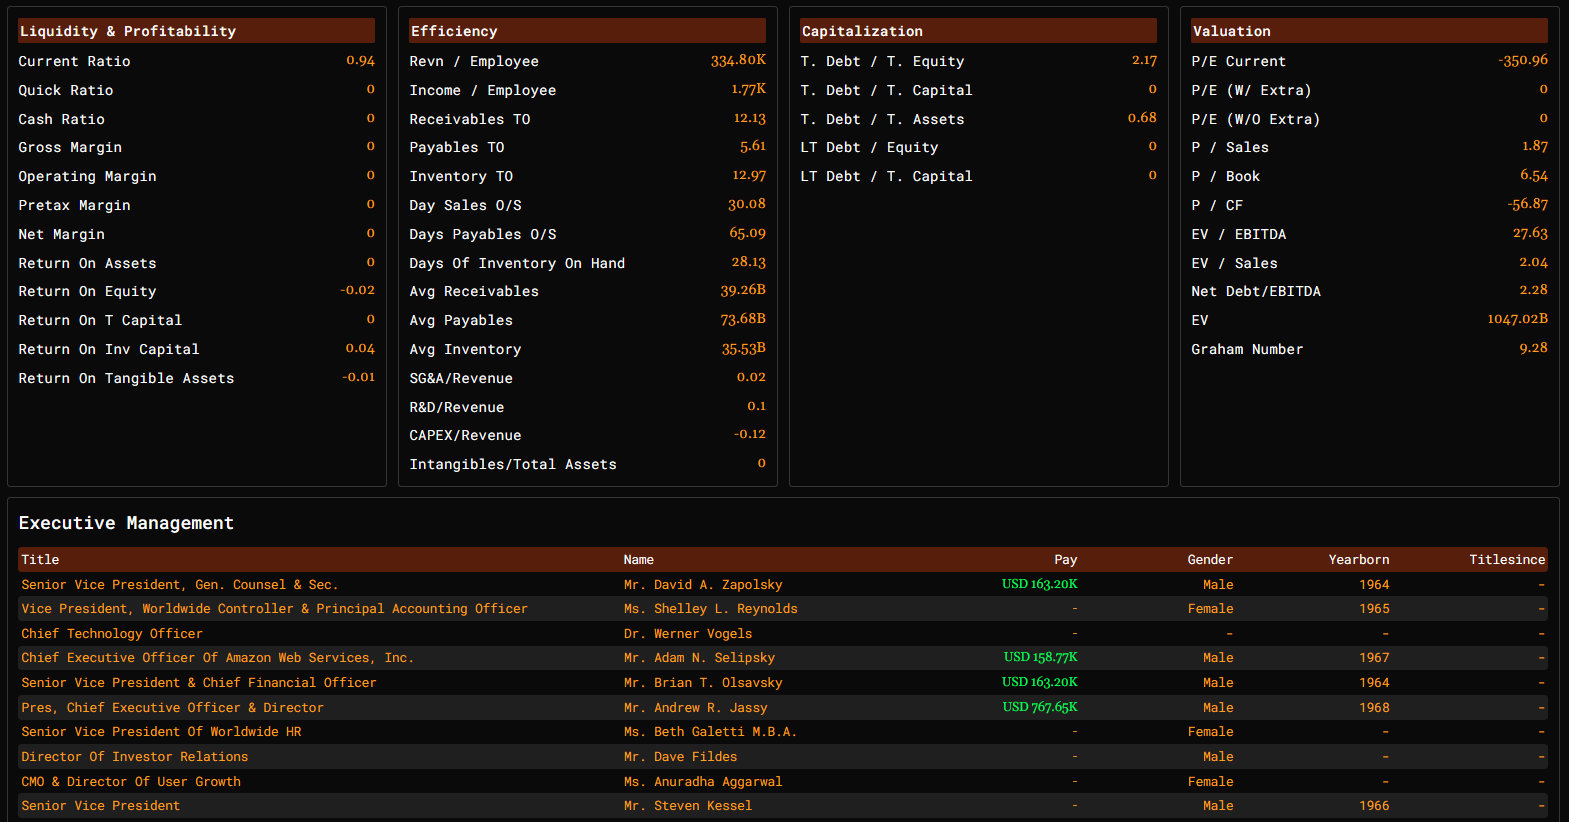 Liquidity & Profitability
Current Ratio 0.94
Quick Ratio 0
Cash Ratio 0
Gross Margin 0
Operating Margin 0
Pretax Margin 0
Net Margin 0
Return On Assets 0
Return On Equity -0.02
Return On T Capital 0
Return On Inv Capital 0.04
Return On Tangible Assets -0.01
Efficiency
Revn / Employee 334.80K
Income / Employee 1.77K
Receivables TO 12.13
Payables TO 5.61
Inventory TO 12.97
Day Sales O/S 30.08
Days Payables O/S 65.09
Days Of Inventory On Hand 28.13
Avg Receivables 39.26B
Avg Payables 73.68B
Avg Inventory 35.53B
SG&A/Revenue 0.02
R&D/Revenue 0.1
CAPEX/Revenue -0.12
Intangibles/Total Assets 0
Capitalization
T. Debt / T. Equity 2.17
T. Debt / T. Capital 0
T. Debt / T. Assets 0.68
LT Debt / Equity 0
LT Debt / T. Capital 0
Valuation
P/E Current -350.96
P/E (W/ Extra) 0
P/E (W/O Extra) 0
P / Sales 1.87
P / Book 6.54
P / CF -56.87
EV / EBITDA 27.63
EV / Sales 2.04
Net Debt/EBITDA 2.28
EV 1047.02B
Graham Number 9.28
Executive Management
Title Name Pay Gender Yearborn Titlesince
Senior Vice President, Gen. Counsel & Sec. Mr. David A. Zapolsky USD 163.20K Male 1964 -
Vice President, Worldwide Controller & Principal Accounting Officer Ms. Shelley L. Reynolds - Female 1965 -
Chief Technology Officer Dr. Werner Vogels - - - -
Chief Executive Officer Of Amazon Web Services, Inc. Mr. Adam N. Selipsky USD 158.77K Male 1967 -
Senior Vice President & Chief Financial Officer Mr. Brian T. Olsavsky USD 163.20K Male 1964 -
Pres, Chief Executive Officer & Director Mr. Andrew R. Jassy USD 767.65K Male 1968 -
Senior Vice President Of Worldwide HR Ms. Beth Galetti M.B.A. - Female - -
Director Of Investor Relations Mr. Dave Fildes - Male - -
CMO & Director Of User Growth Ms. Anuradha Aggarwal - Female - -
Senior Vice President Mr. Steven Kessel - Male 1966 -